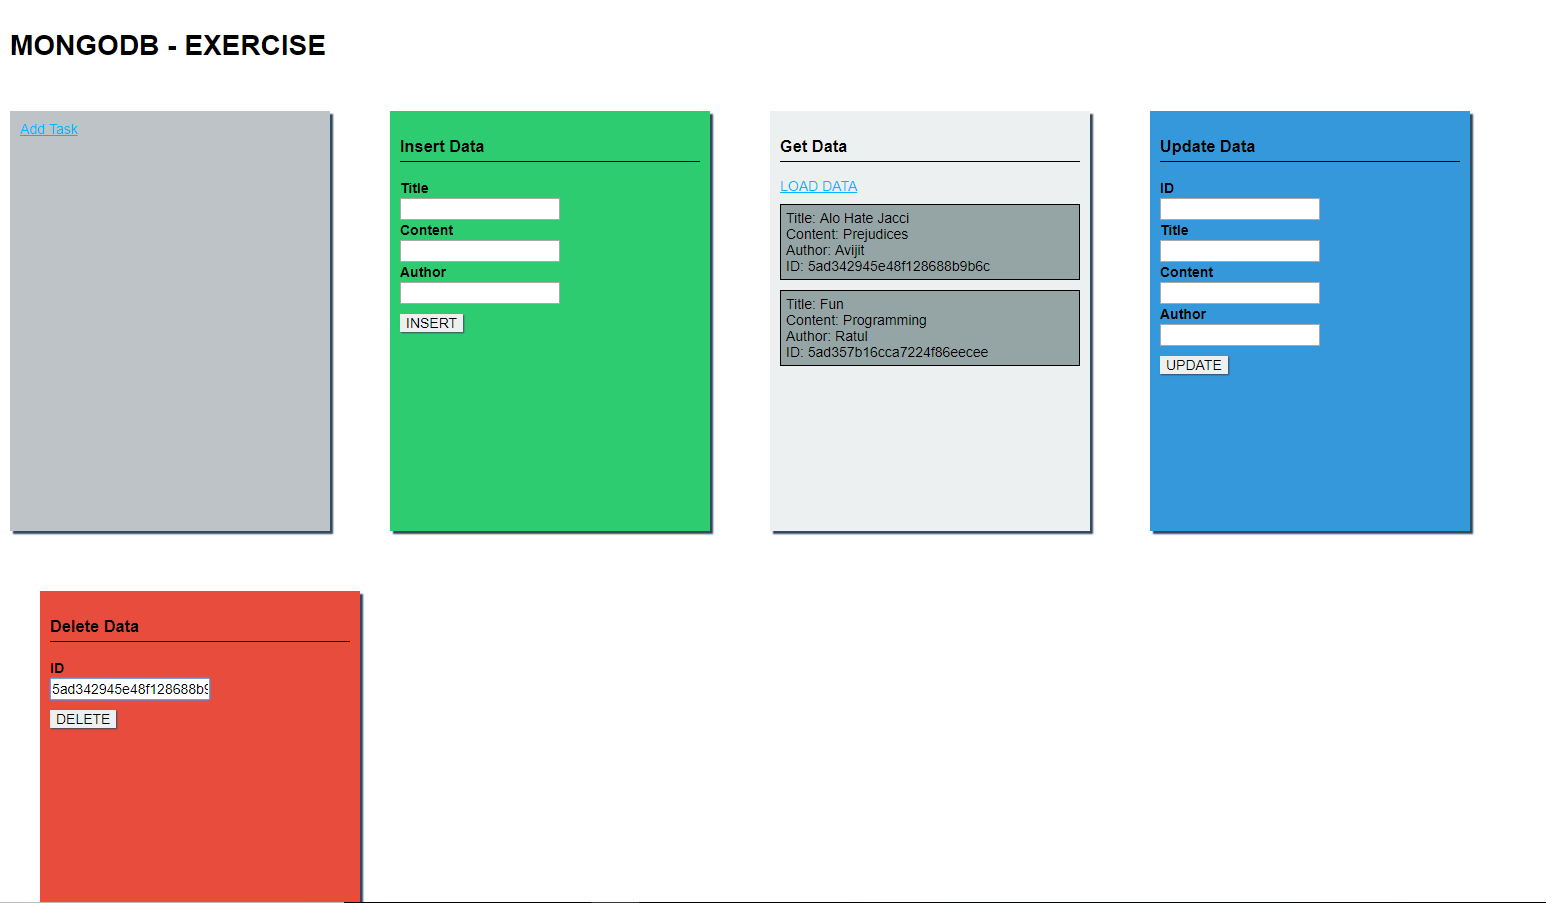 MONGODB - EXERCISE
Add Task
Insert Data
Title
Content
Author
INSERT
Get Data
LOAD DATA
Title: Alo Hate Jacci
Content: Prejudices
Author: Avijit
ID: 5ad342945e48f128688b9b6c
Title: Fun
Content: Programming
Author: Ratul
ID: 5ad357b16cca7224f86eecee
Update Data
ID
Title
Content
Author
UPDATE
Delete Data
ID
5ad342945e48f128688b9
DELETE